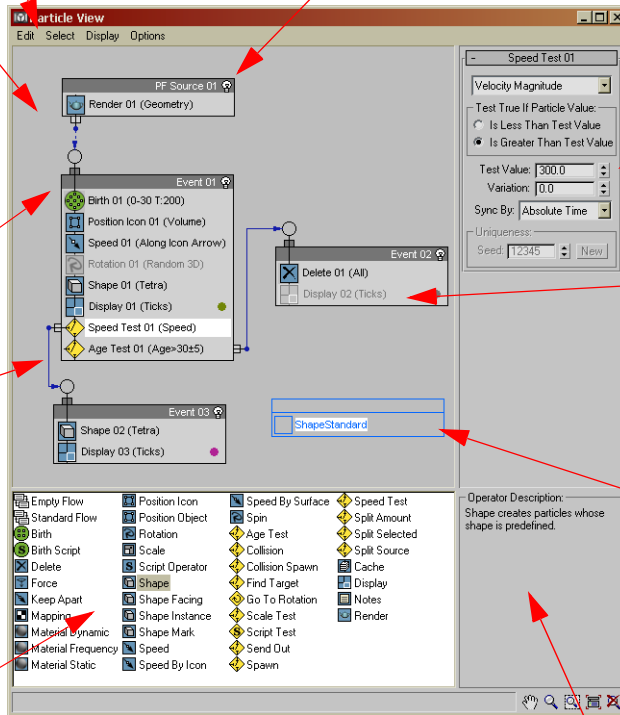 Particle View
Edit Select Display Options
PF Source 01
Render 01 (Geometry)
Event 01
Birth 01 (0-30 T:200)
Position Icon 01 (Volume)
Speed 01 (Along Icon Arrow)
Rotation 01 (Random 3D)
Shape 01 (Tetra)
Display 01 (Ticks)
Speed Test 01 (Speed)
Age Test 01 (Age>30±5)
Event 02
Delete 01 (All)
Display 02 (Ticks)
Event 03
Shape 02 (Tetra)
Display 03 (Ticks)
ShapeStandard
- Speed Test 01
Velocity Magnitude
Test True If Particle Value:
Is Less Than Test Value
Is Greater Than Test Value
Test Value: 300.0
Variation: 0.0
Sync By: Absolute Time
Uniqueness:
Seed: 12345 New
Empty Flow
Standard Flow
Birth
Birth Script
Delete
Force
Keep Apart
Mapping
Material Dynamic
Material Frequency
Material Static
Position Icon
Position Object
Rotation
Scale
Script Operator
Shape
Shape Facing
Shape Instance
Shape Mark
Speed
Speed By Icon
Speed By Surface
Spin
Age Test
Collision
Collision Spawn
Find Target
Go To Rotation
Scale Test
Script Test
Send Out
Spawn
Speed Test
Split Amount
Split Selected
Split Source
Cache
Display
Notes
Render
Operator Description:
Shape creates particles whose
shape is predefined.